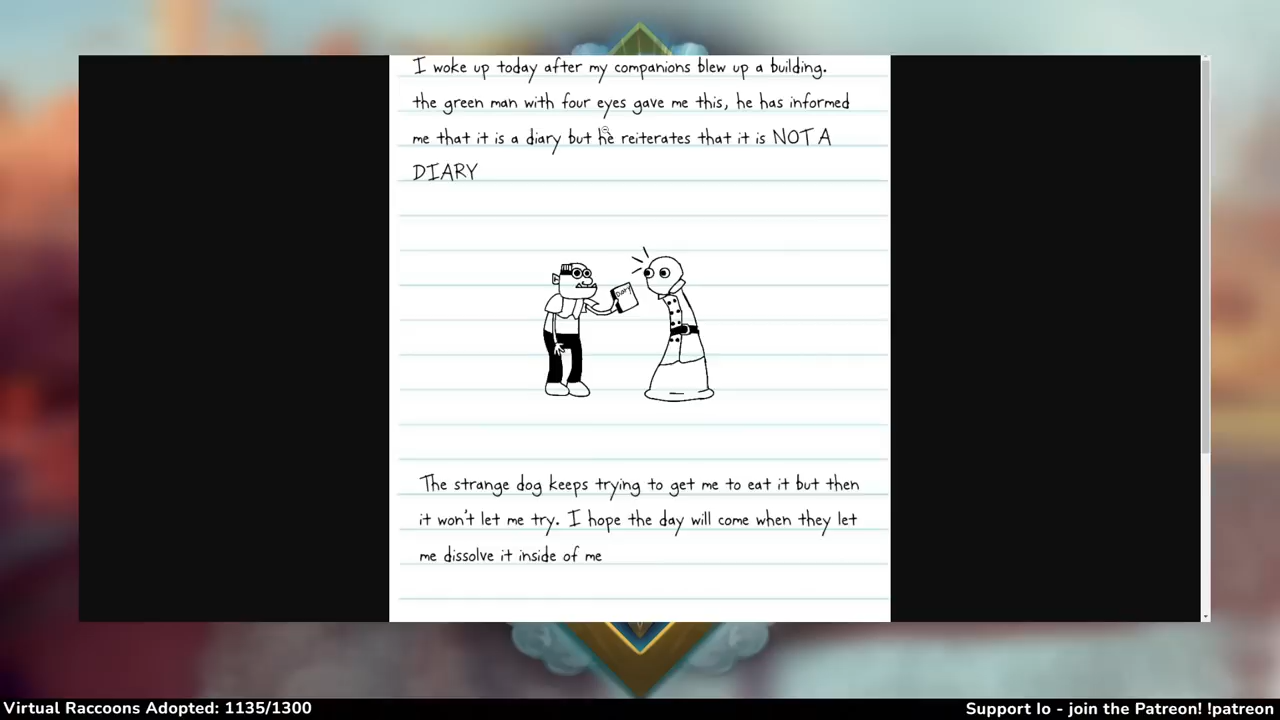 I woke up today after my companions blew up a building.
the green man with four eyes gave me this, he has informed
me that it is a diary but he reiterates that it is NOT A
DIARY
DIARY
The strange dog keeps trying to get me to eat it but then
it won't let me try. I hope the day will come when they let
me dissolve it inside of me
Virtual Raccoons Adopted: 1135/1300
Support Io - join the Patreon! !patreon